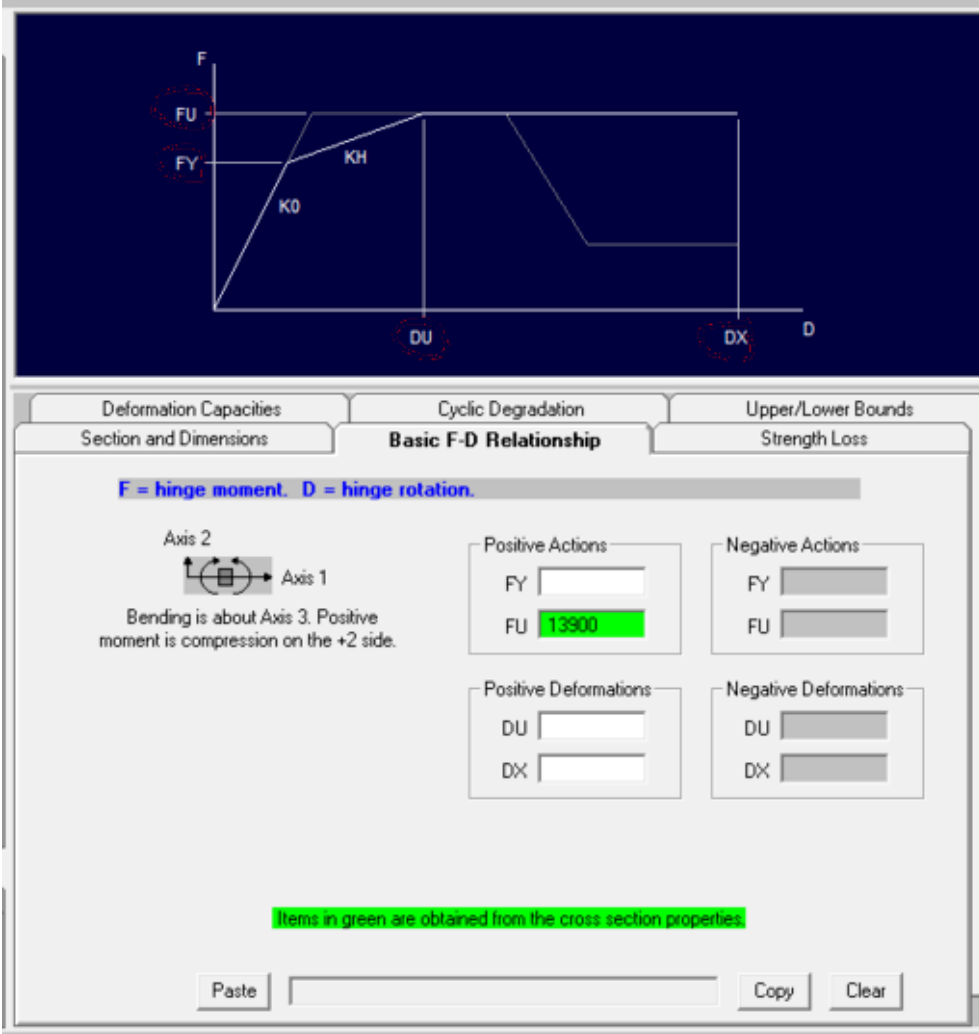 F
FU
FY
KH
K0
DU
DX
D
Deformation Capacities
Cyclic Degradation
Upper/Lower Bounds
Section and Dimensions
Basic F-D Relationship
Strength Loss
F = hinge moment. D = hinge rotation.
Axis 2
Axis 1
Bending is about Axis 3. Positive
moment is compression on the +2 side.
Positive Actions
FY
FU 13900
Negative Actions
FY
FU
Positive Deformations
DU
DX
Negative Deformations
DU
DX
Items in green are obtained from the cross section properties.
Paste
Copy
Clear